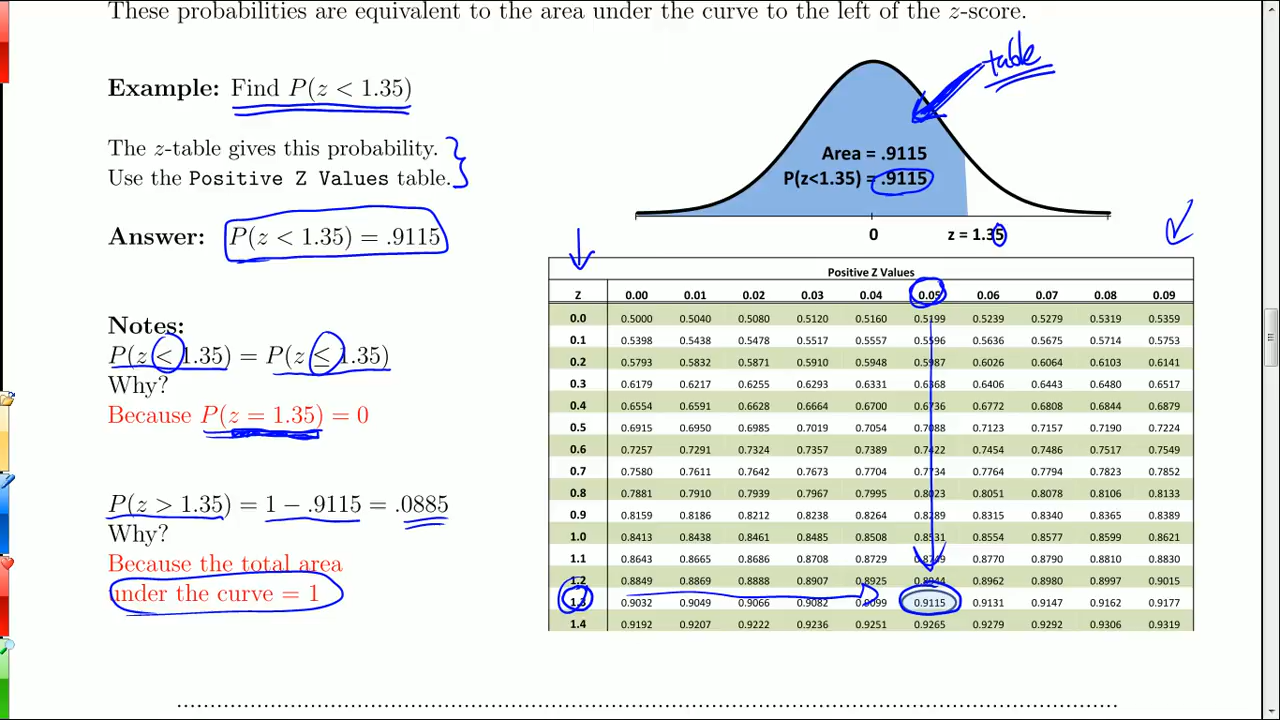 These probabilities are equivalent to the area under the curve to the left of the z-score.
Example: Find P(z < 1.35)
The z-table gives this probability.
Use the Positive Z Values table.
Answer: P(z < 1.35) = .9115
Notes:
P(z < 1.35) = P(z ≤ 1.35)
Why?
Because P(z = 1.35) = 0
P(z > 1.35) = 1 − .9115 = .0885
Why?
Because the total area
under the curve = 1
table
Area = .9115
P(z<1.35) = .9115
0 z = 1.35
Positive Z Values
Z 0.00 0.01 0.02 0.03 0.04 0.05 0.06 0.07 0.08 0.09
0.0 0.5000 0.5040 0.5080 0.5120 0.5160 0.5199 0.5239 0.5279 0.5319 0.5359
0.1 0.5398 0.5438 0.5478 0.5517 0.5557 0.5596 0.5636 0.5675 0.5714 0.5753
0.2 0.5793 0.5832 0.5871 0.5910 0.5948 0.5987 0.6026 0.6064 0.6103 0.6141
0.3 0.6179 0.6217 0.6255 0.6293 0.6331 0.6368 0.6406 0.6443 0.6480 0.6517
0.4 0.6554 0.6591 0.6628 0.6664 0.6700 0.6736 0.6772 0.6808 0.6844 0.6879
0.5 0.6915 0.6950 0.6985 0.7019 0.7054 0.7088 0.7123 0.7157 0.7190 0.7224
0.6 0.7257 0.7291 0.7324 0.7357 0.7389 0.7422 0.7454 0.7486 0.7517 0.7549
0.7 0.7580 0.7611 0.7642 0.7673 0.7704 0.7734 0.7764 0.7794 0.7823 0.7852
0.8 0.7881 0.7910 0.7939 0.7967 0.7995 0.8023 0.8051 0.8078 0.8106 0.8133
0.9 0.8159 0.8186 0.8212 0.8238 0.8264 0.8289 0.8315 0.8340 0.8365 0.8389
1.0 0.8413 0.8438 0.8461 0.8485 0.8508 0.8531 0.8554 0.8577 0.8599 0.8621
1.1 0.8643 0.8665 0.8686 0.8708 0.8729 0.8749 0.8770 0.8790 0.8810 0.8830
1.2 0.8849 0.8869 0.8888 0.8907 0.8925 0.8944 0.8962 0.8980 0.8997 0.9015
1.3 0.9032 0.9049 0.9066 0.9082 0.9099 0.9115 0.9131 0.9147 0.9162 0.9177
1.4 0.9192 0.9207 0.9222 0.9236 0.9251 0.9265 0.9279 0.9292 0.9306 0.9319